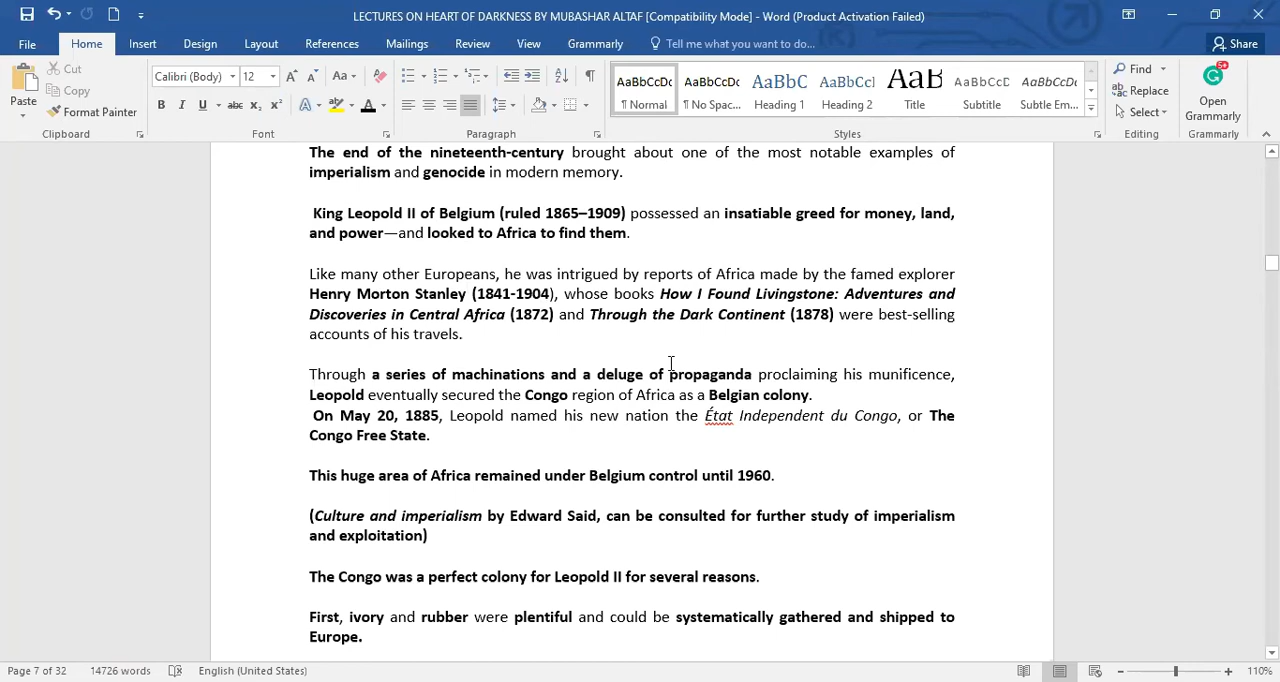 LECTURES ON HEART OF DARKNESS BY MUBASHAR ALTAF [Compatibility Mode] - Word (Product Activation Failed)
File Home Insert Design Layout References Mailings Review View Grammarly Tell me what you want to do... Share
Paste Cut Copy Format Painter Clipboard
Calibri (Body) 12 Font
Paragraph
AaBbCcDc ¶ Normal AaBbCcDc ¶ No Spac... AaBbC Heading 1 AaBbCcl Heading 2 AaB Title AaBbCcD Subtitle AaBbCcDc Subtle Em... Styles
Find Replace Select Editing
Open Grammarly Grammarly
The end of the nineteenth-century brought about one of the most notable examples of
imperialism and genocide in modern memory.
King Leopold II of Belgium (ruled 1865–1909) possessed an insatiable greed for money, land,
and power—and looked to Africa to find them.
Like many other Europeans, he was intrigued by reports of Africa made by the famed explorer
Henry Morton Stanley (1841-1904), whose books How I Found Livingstone: Adventures and
Discoveries in Central Africa (1872) and Through the Dark Continent (1878) were best-selling
accounts of his travels.
Through a series of machinations and a deluge of propaganda proclaiming his munificence,
Leopold eventually secured the Congo region of Africa as a Belgian colony.
On May 20, 1885, Leopold named his new nation the État Independent du Congo, or The
Congo Free State.
This huge area of Africa remained under Belgium control until 1960.
(Culture and imperialism by Edward Said, can be consulted for further study of imperialism
and exploitation)
The Congo was a perfect colony for Leopold II for several reasons.
First, ivory and rubber were plentiful and could be systematically gathered and shipped to
Europe.
Page 7 of 32 14726 words English (United States) 110%